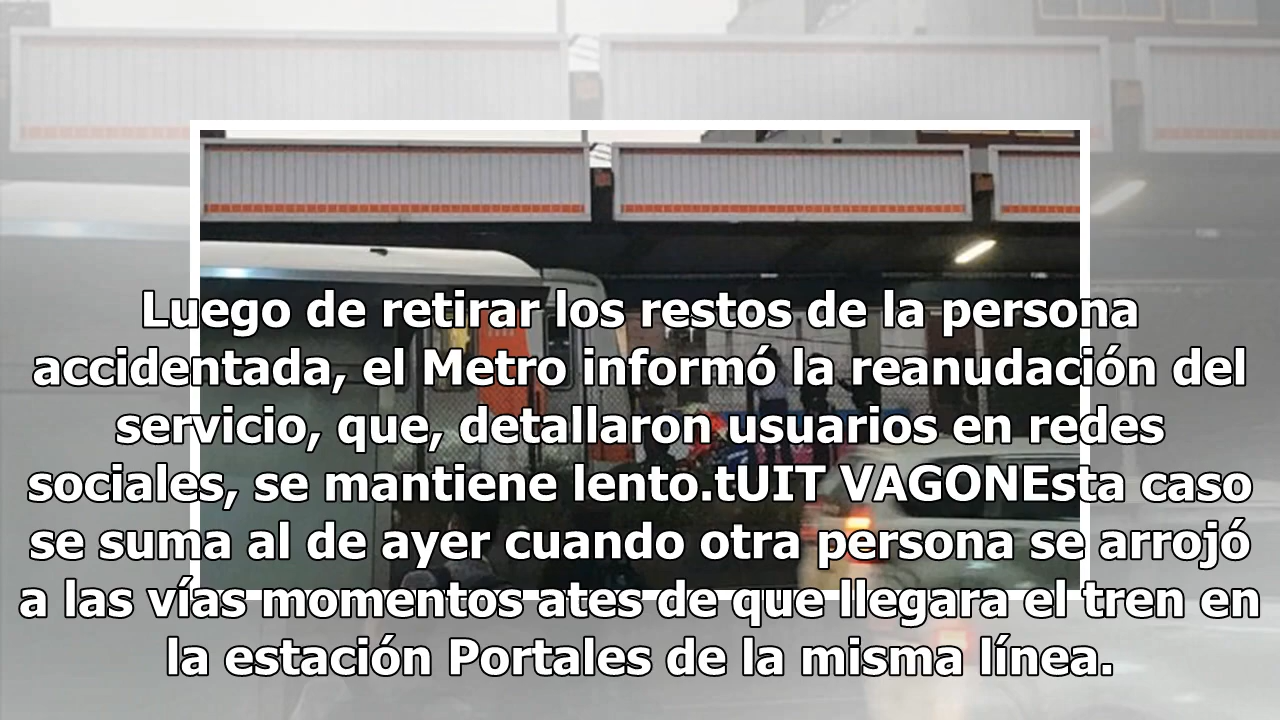 Luego de retirar los restos de la persona
accidentada, el Metro informó la reanudación del
servicio, que, detallaron usuarios en redes
sociales, se mantiene lento.tUIT VAGONEsta caso
se suma al de ayer cuando otra persona se arrojó
a las vías momentos ates de que llegara el tren en
la estación Portales de la misma línea.